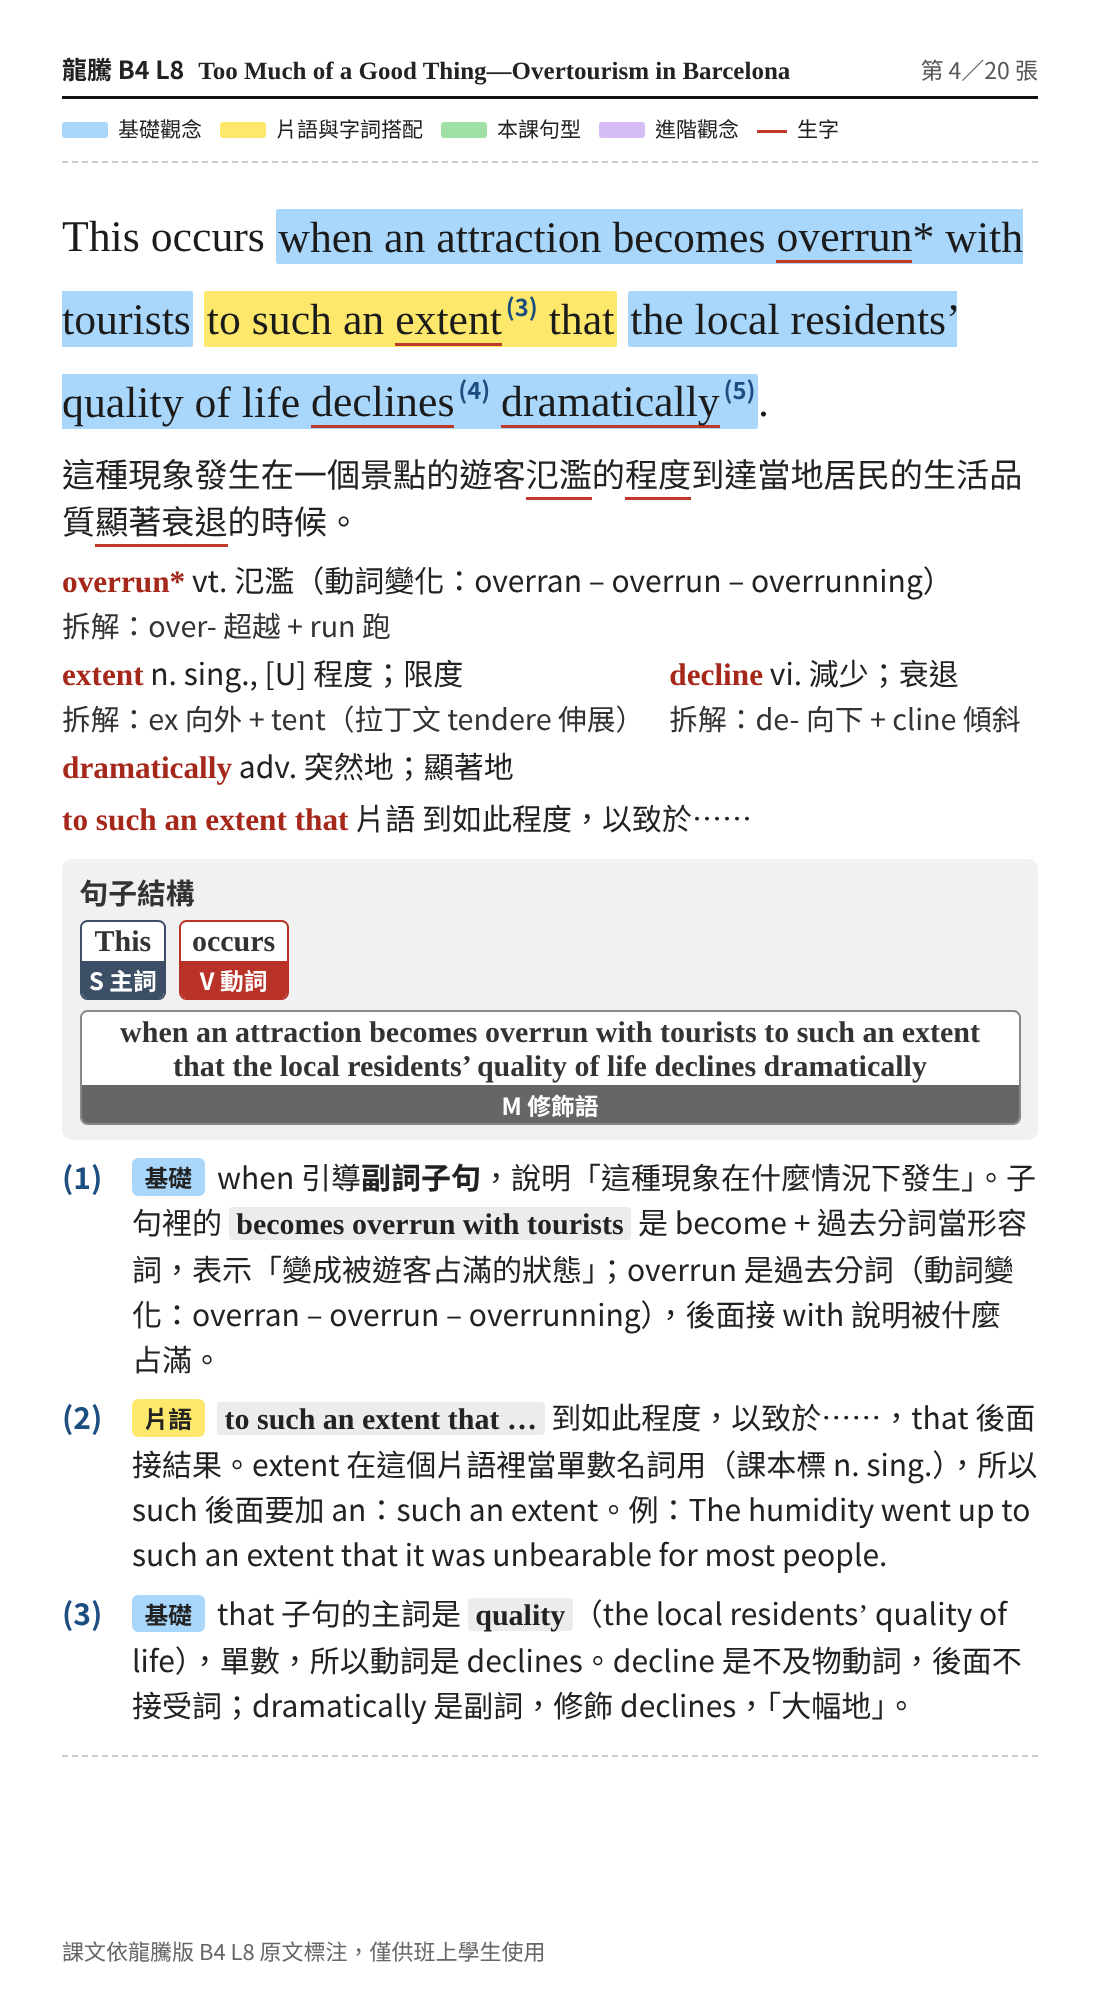 龍騰 B4 L8 Too Much of a Good Thing—Overtourism in Barcelona 第 4／20 張
基礎觀念 片語與字詞搭配 本課句型 進階觀念 生字
This occurs when an attraction becomes overrun* with
tourists to such an extent(3) that the local residents’
quality of life declines(4) dramatically(5).
這種現象發生在一個景點的遊客氾濫的程度到達當地居民的生活品
質顯著衰退的時候。
overrun* vt. 氾濫（動詞變化：overran – overrun – overrunning）
拆解：over- 超越 + run 跑
extent n. sing., [U] 程度；限度 decline vi. 減少；衰退
拆解：ex 向外 + tent（拉丁文 tendere 伸展） 拆解：de- 向下 + cline 傾斜
dramatically adv. 突然地；顯著地
to such an extent that 片語 到如此程度，以致於……
句子結構
This occurs
S 主詞 V 動詞
when an attraction becomes overrun with tourists to such an extent
that the local residents’ quality of life declines dramatically
M 修飾語
(1) 基礎 when 引導副詞子句，說明「這種現象在什麼情況下發生」。子
句裡的 becomes overrun with tourists 是 become + 過去分詞當形容
詞，表示「變成被遊客占滿的狀態」；overrun 是過去分詞（動詞變
化：overran – overrun – overrunning），後面接 with 說明被什麼
占滿。
(2) 片語 to such an extent that … 到如此程度，以致於……，that 後面
接結果。extent 在這個片語裡當單數名詞用（課本標 n. sing.），所以
such 後面要加 an：such an extent。例：The humidity went up to
such an extent that it was unbearable for most people.
(3) 基礎 that 子句的主詞是 quality（the local residents’ quality of
life），單數，所以動詞是 declines。decline 是不及物動詞，後面不
接受詞；dramatically 是副詞，修飾 declines，「大幅地」。
課文依龍騰版 B4 L8 原文標注，僅供班上學生使用